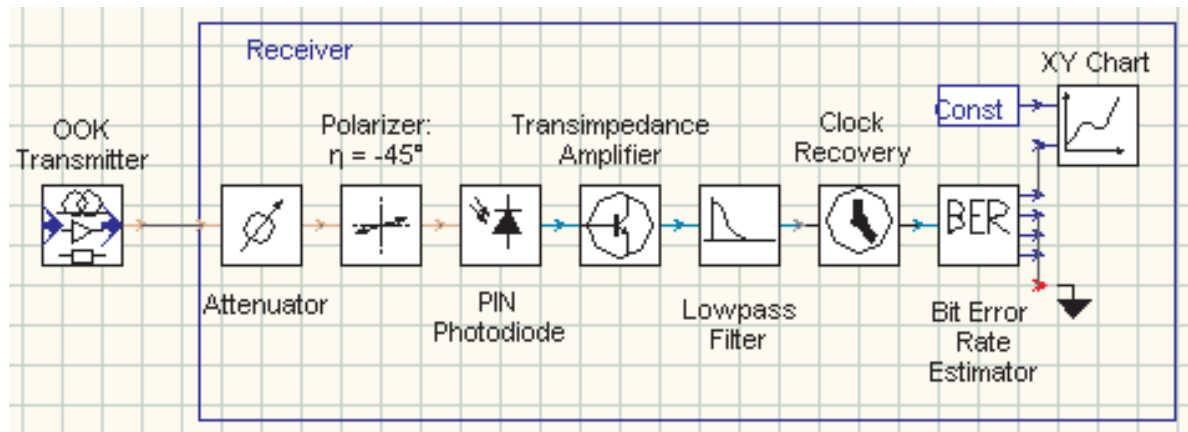 Receiver
XY Chart
Const
OOK
Transmitter
Polarizer:
η = -45°
Transimpedance
Amplifier
Clock
Recovery
BER
Attenuator
PIN
Photodiode
Lowpass
Filter
Bit Error
Rate
Estimator